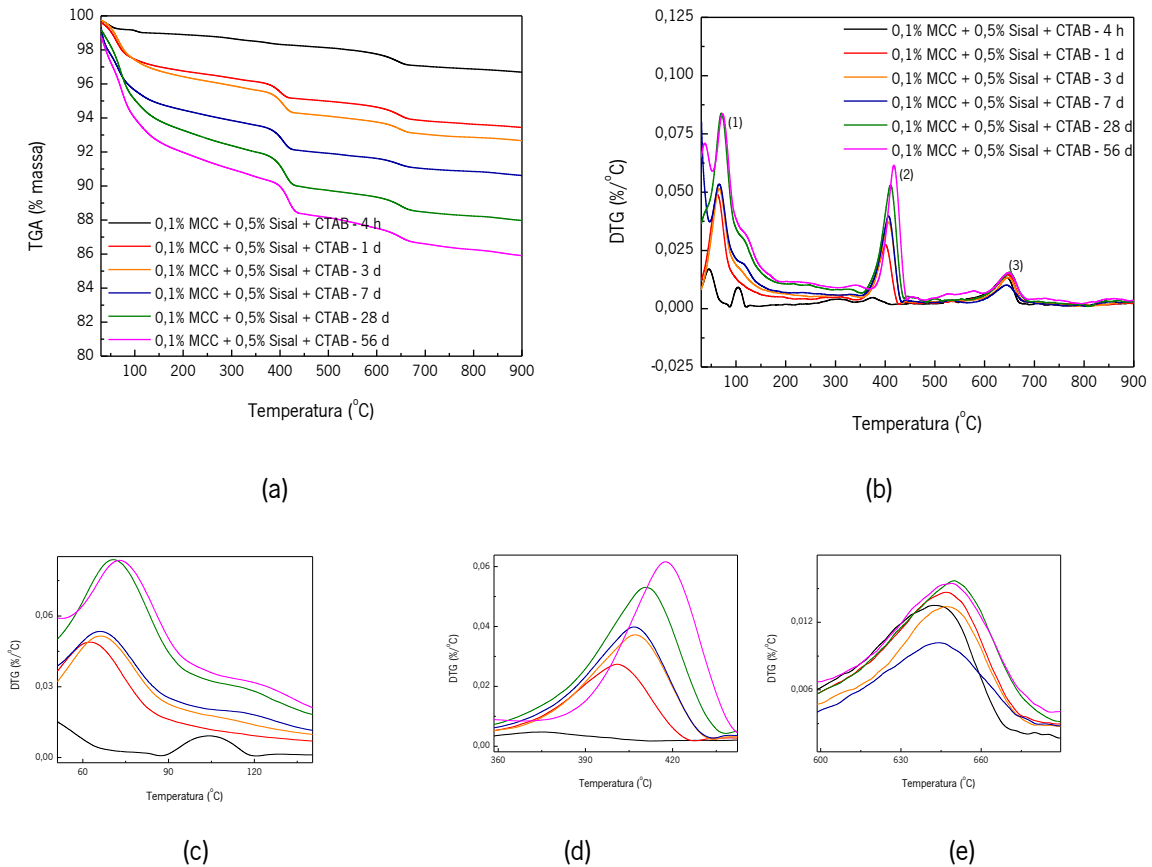 100
98
96
94
92
90
88
86
84
82
80
TGA (% massa)
0,1% MCC + 0,5% Sisal + CTAB - 4 h
0,1% MCC + 0,5% Sisal + CTAB - 1 d
0,1% MCC + 0,5% Sisal + CTAB - 3 d
0,1% MCC + 0,5% Sisal + CTAB - 7 d
0,1% MCC + 0,5% Sisal + CTAB - 28 d
0,1% MCC + 0,5% Sisal + CTAB - 56 d
100 200 300 400 500 600 700 800 900
Temperatura (°C)
(a)
0,125
0,100
0,075
0,050
0,025
0,000
-0,025
DTG (%/°C)
0,1% MCC + 0,5% Sisal + CTAB - 4 h
0,1% MCC + 0,5% Sisal + CTAB - 1 d
0,1% MCC + 0,5% Sisal + CTAB - 3 d
0,1% MCC + 0,5% Sisal + CTAB - 7 d
0,1% MCC + 0,5% Sisal + CTAB - 28 d
0,1% MCC + 0,5% Sisal + CTAB - 56 d
(1)
(2)
(3)
100 200 300 400 500 600 700 800 900
Temperatura (°C)
(b)
0,06
0,03
0,00
DTG (%/°C)
60 90 120
Temperatura (°C)
(c)
0,06
0,04
0,02
0,00
DTG (%/°C)
360 390 420
Temperatura (°C)
(d)
0,012
0,006
DTG (%/°C)
600 630 660
Temperatura (°C)
(e)